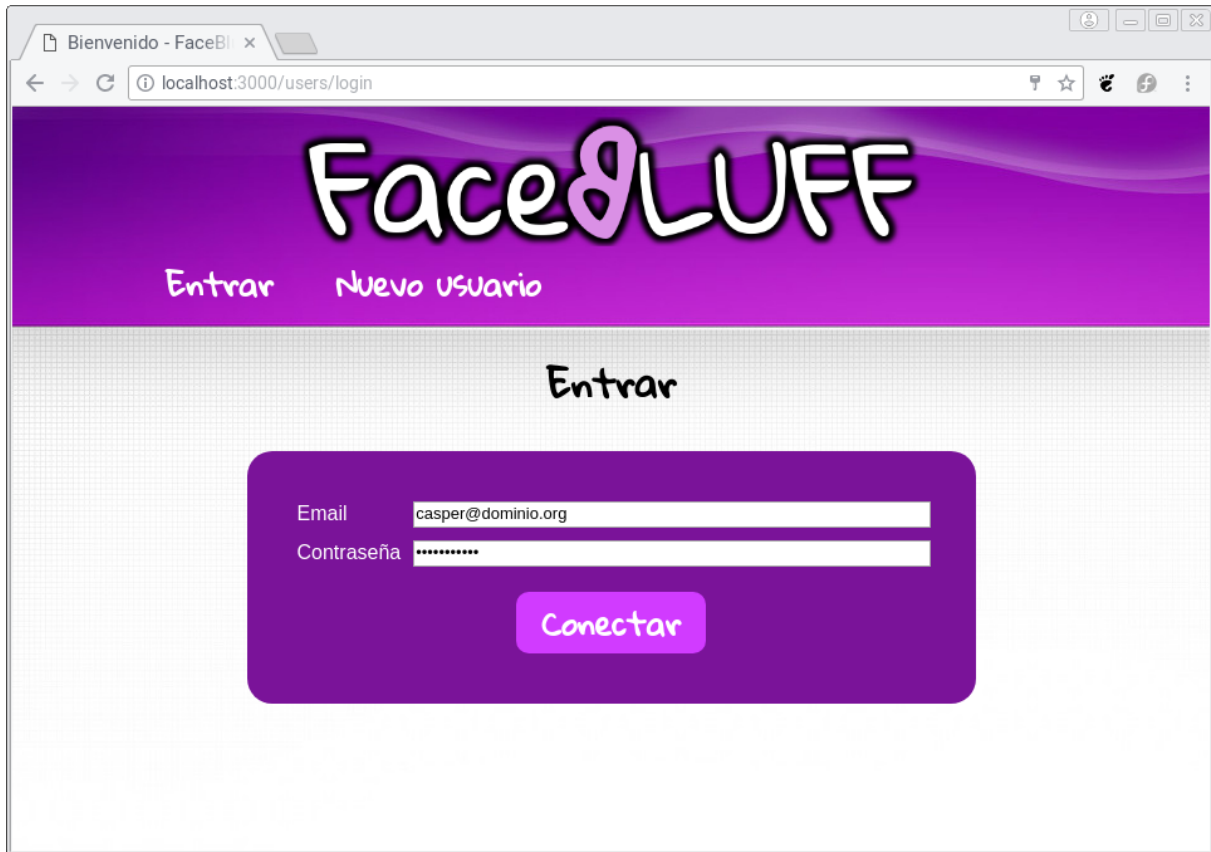 Bienvenido - FaceBl
localhost:3000/users/login
FaceBLUFF
Entrar Nuevo usuario
Entrar
Email casper@dominio.org
Contraseña •••••••••••
Conectar